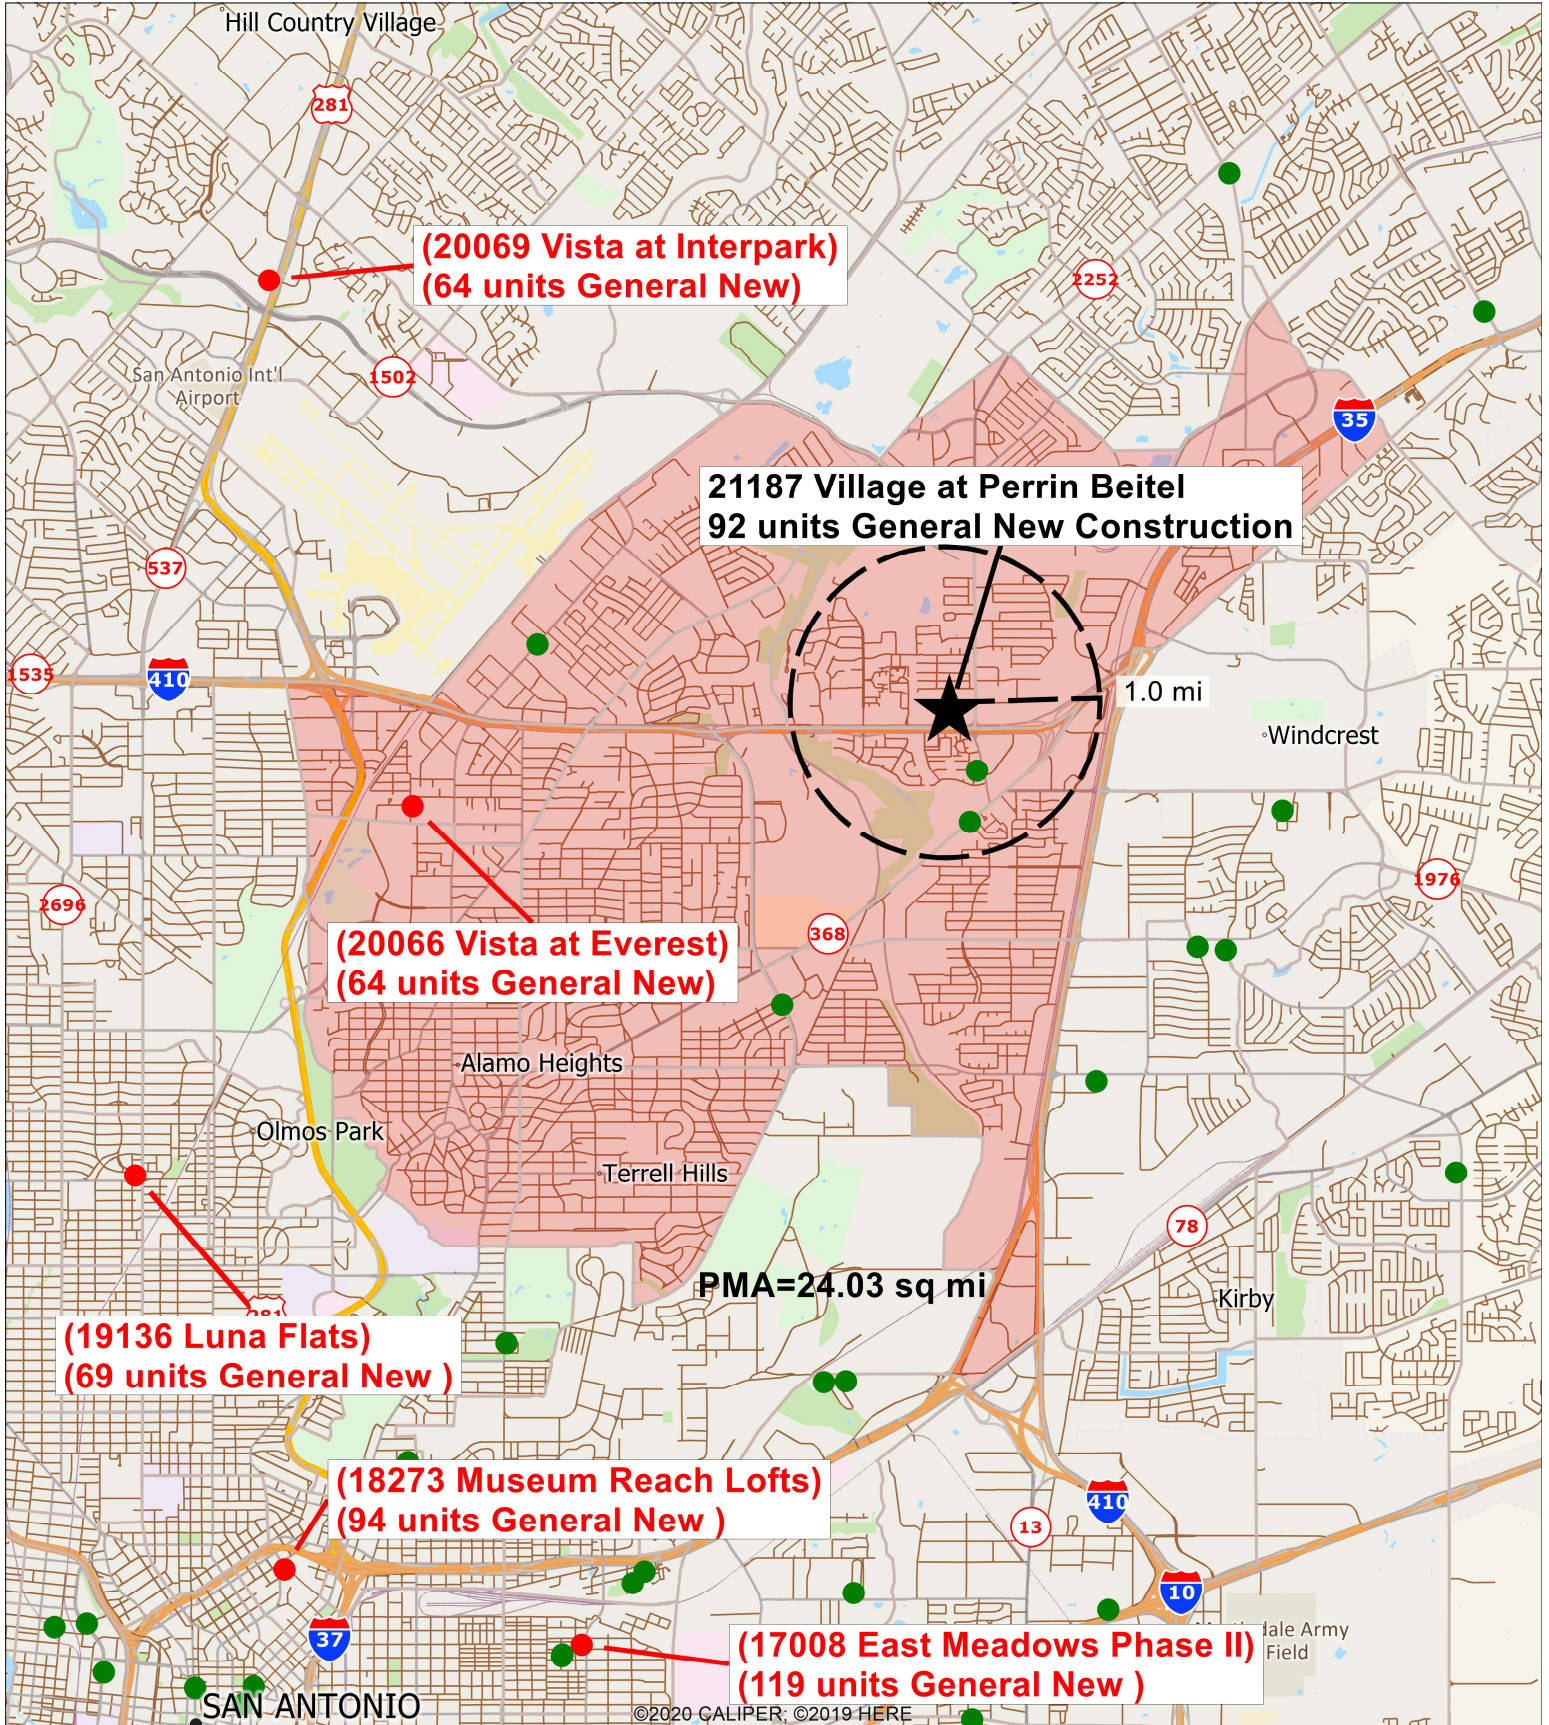 Hill Country Village
281
(20069 Vista at Interpark)
(64 units General New)
2252
San Antonio Int'l
Airport
1502
35
21187 Village at Perrin Beitel
92 units General New Construction
537
1535
410
1.0 mi
Windcrest
2696
1976
(20066 Vista at Everest)
(64 units General New)
368
Alamo Heights
Olmos Park
Terrell Hills
78
PMA=24.03 sq mi
Kirby
281
(19136 Luna Flats)
(69 units General New )
(18273 Museum Reach Lofts)
(94 units General New )
410
13
10
37
dale Army
Field
(17008 East Meadows Phase II)
(119 units General New )
SAN ANTONIO
©2020 CALIPER; ©2019 HERE